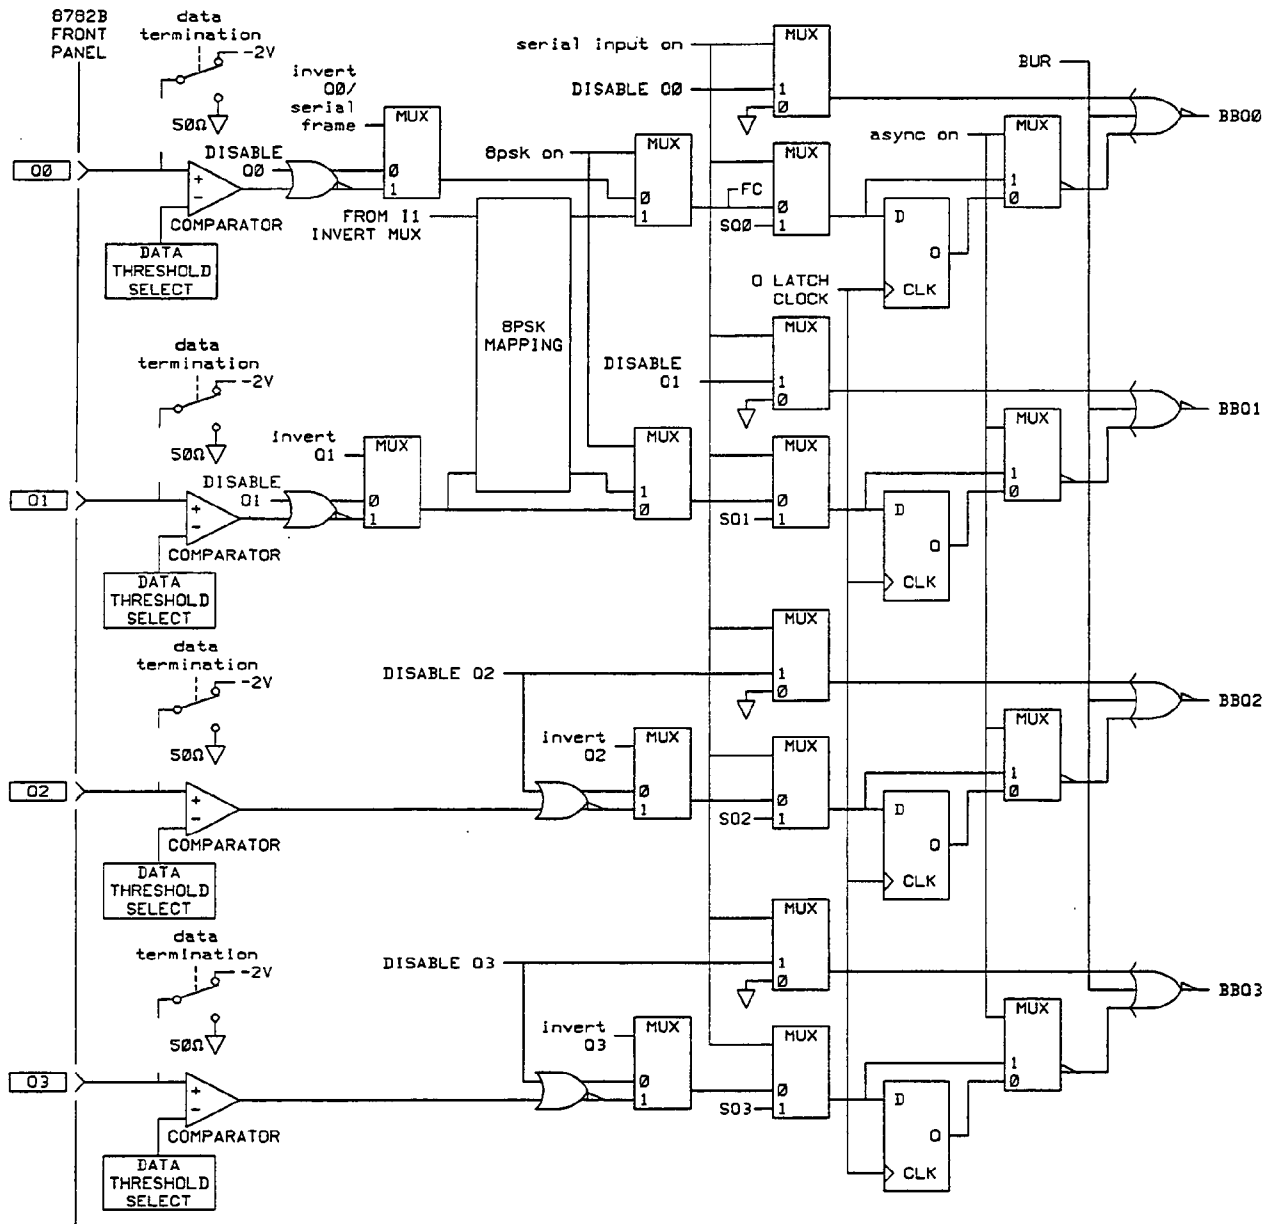 8782B
FRONT
PANEL
data
termination
-2V
50Ω
invert
Q0/
serial
frame
MUX
DISABLE
Q0
0
1
Q0
+
-
COMPARATOR
DATA
THRESHOLD
SELECT
FROM I1
INVERT MUX
8psk on
MUX
0
1
8PSK
MAPPING
serial input on
MUX
DISABLE Q0
1
0
FC
MUX
0
SQ0
1
BUR
async on
MUX
1
0
BBQ0
D
Q
CLK
Q LATCH
CLOCK
data
termination
-2V
50Ω
invert
Q1
MUX
DISABLE
Q1
0
1
Q1
+
-
COMPARATOR
DATA
THRESHOLD
SELECT
MUX
1
0
MUX
DISABLE
Q1
1
0
MUX
0
SQ1
1
MUX
1
0
BBQ1
D
Q
CLK
data
termination
-2V
50Ω
DISABLE Q2
MUX
1
0
invert
Q2
MUX
0
1
Q2
+
-
COMPARATOR
DATA
THRESHOLD
SELECT
MUX
0
SQ2
1
MUX
1
0
BBQ2
D
Q
CLK
data
termination
-2V
50Ω
DISABLE Q3
MUX
1
0
invert
Q3
MUX
0
1
Q3
+
-
COMPARATOR
DATA
THRESHOLD
SELECT
MUX
0
SQ3
1
MUX
1
0
BBQ3
D
Q
CLK